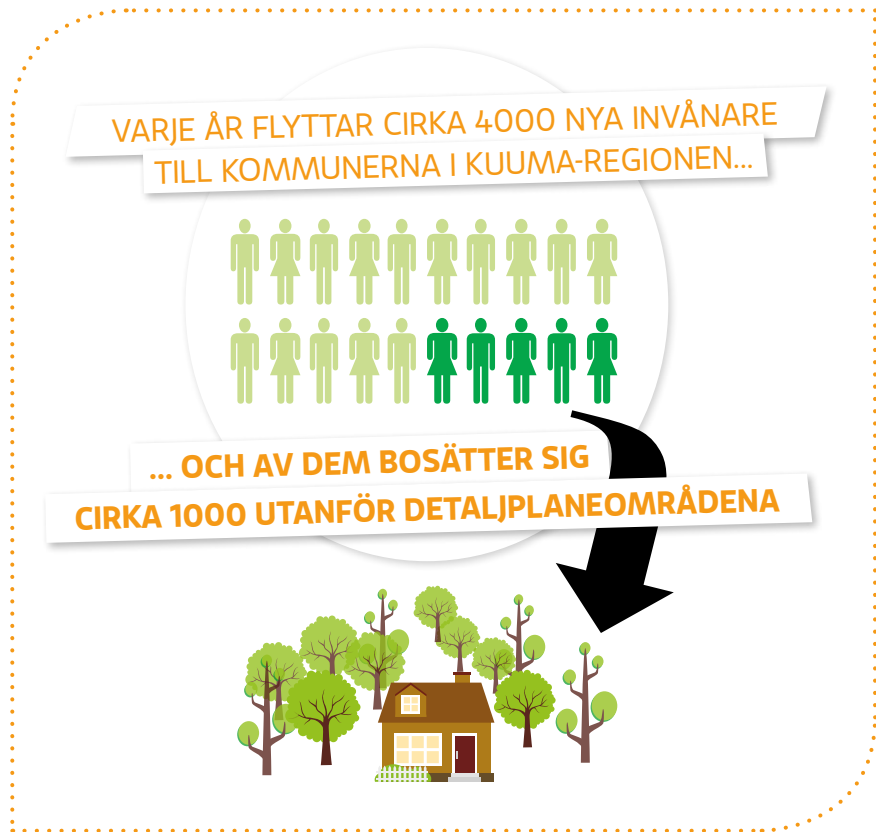 VARJE ÅR FLYTTAR CIRKA 4000 NYA INVÅNARE
TILL KOMMUNERNA I KUUMA-REGIONEN...
... OCH AV DEM BOSÄTTER SIG
CIRKA 1000 UTANFÖR DETALJPLANEOMRÅDENA